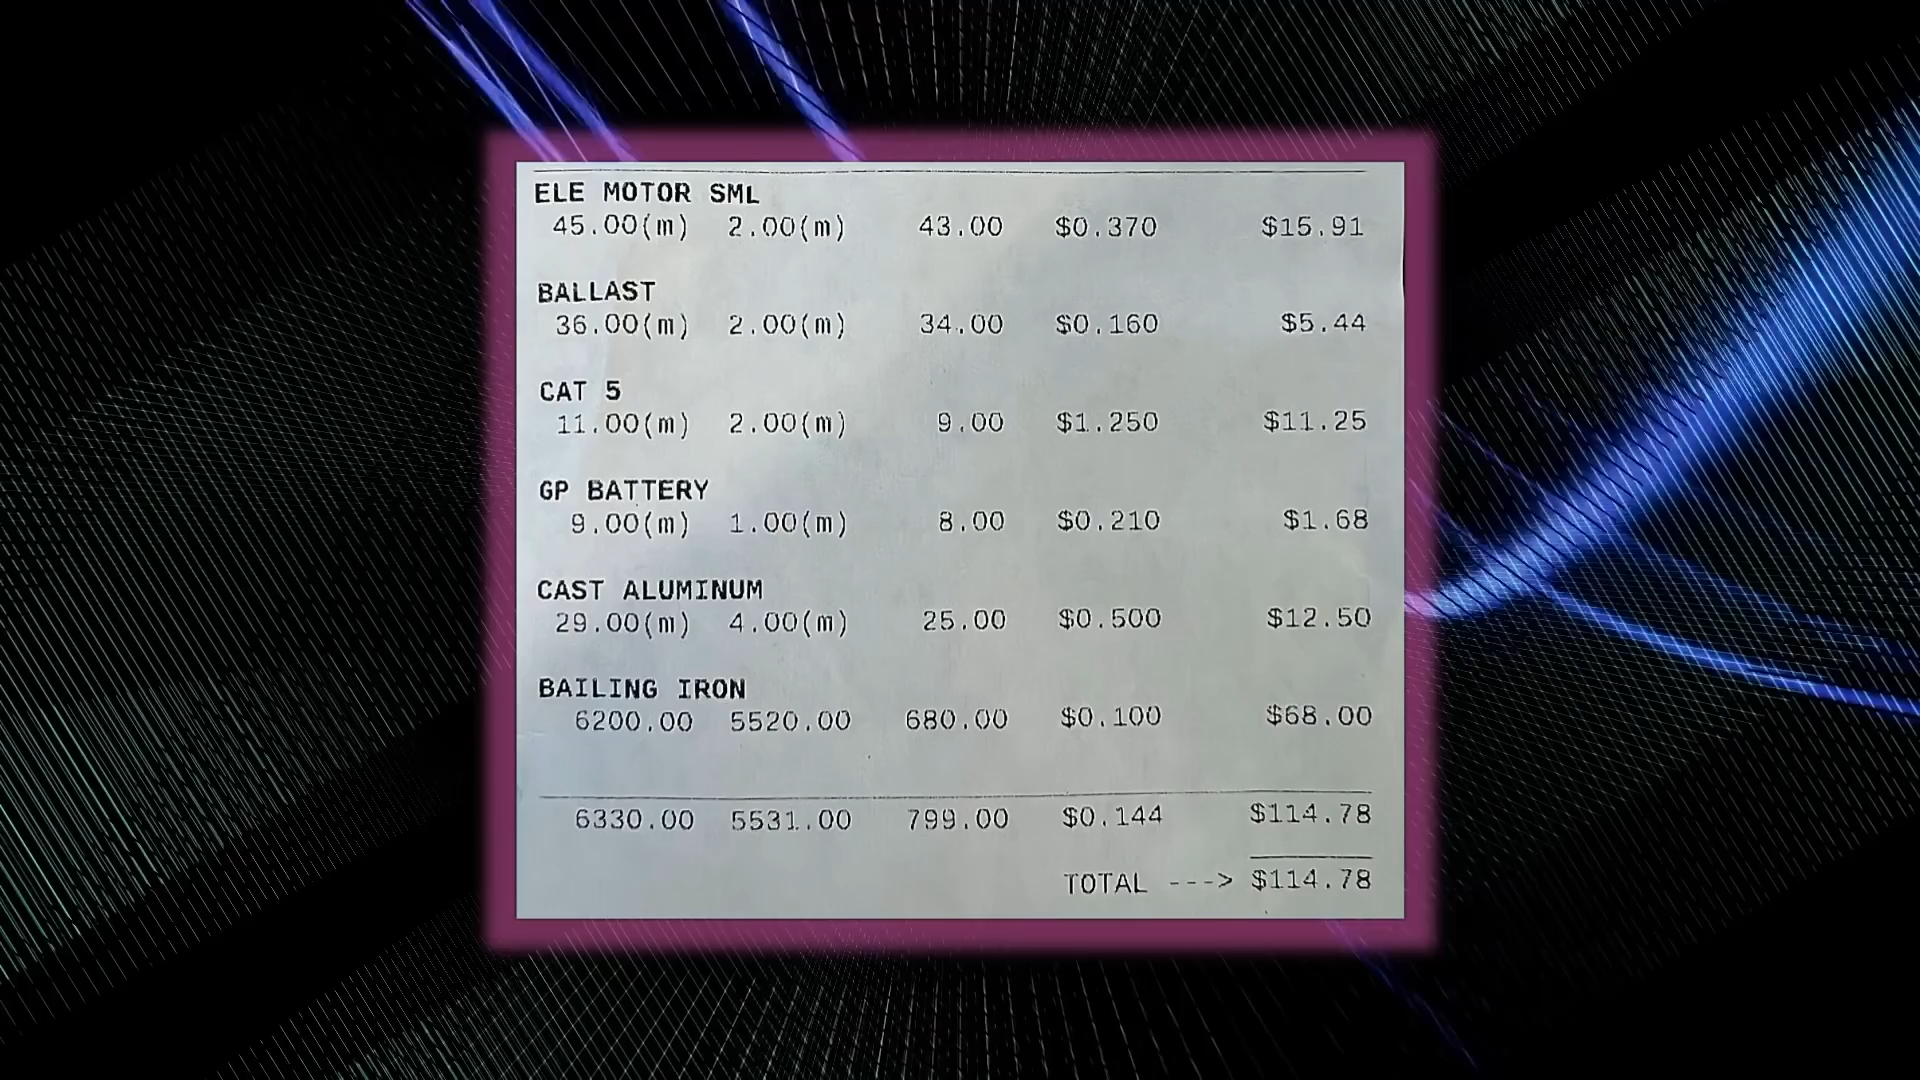 ELE MOTOR SML
45.00(m) 2.00(m) 43.00 $0.370 $15.91
BALLAST
36.00(m) 2.00(m) 34.00 $0.160 $5.44
CAT 5
11.00(m) 2.00(m) 9.00 $1.250 $11.25
GP BATTERY
9.00(m) 1.00(m) 8.00 $0.210 $1.68
CAST ALUMINUM
29.00(m) 4.00(m) 25.00 $0.500 $12.50
BAILING IRON
6200.00 5520.00 680.00 $0.100 $68.00
6330.00 5531.00 799.00 $0.144 $114.78
TOTAL ---> $114.78